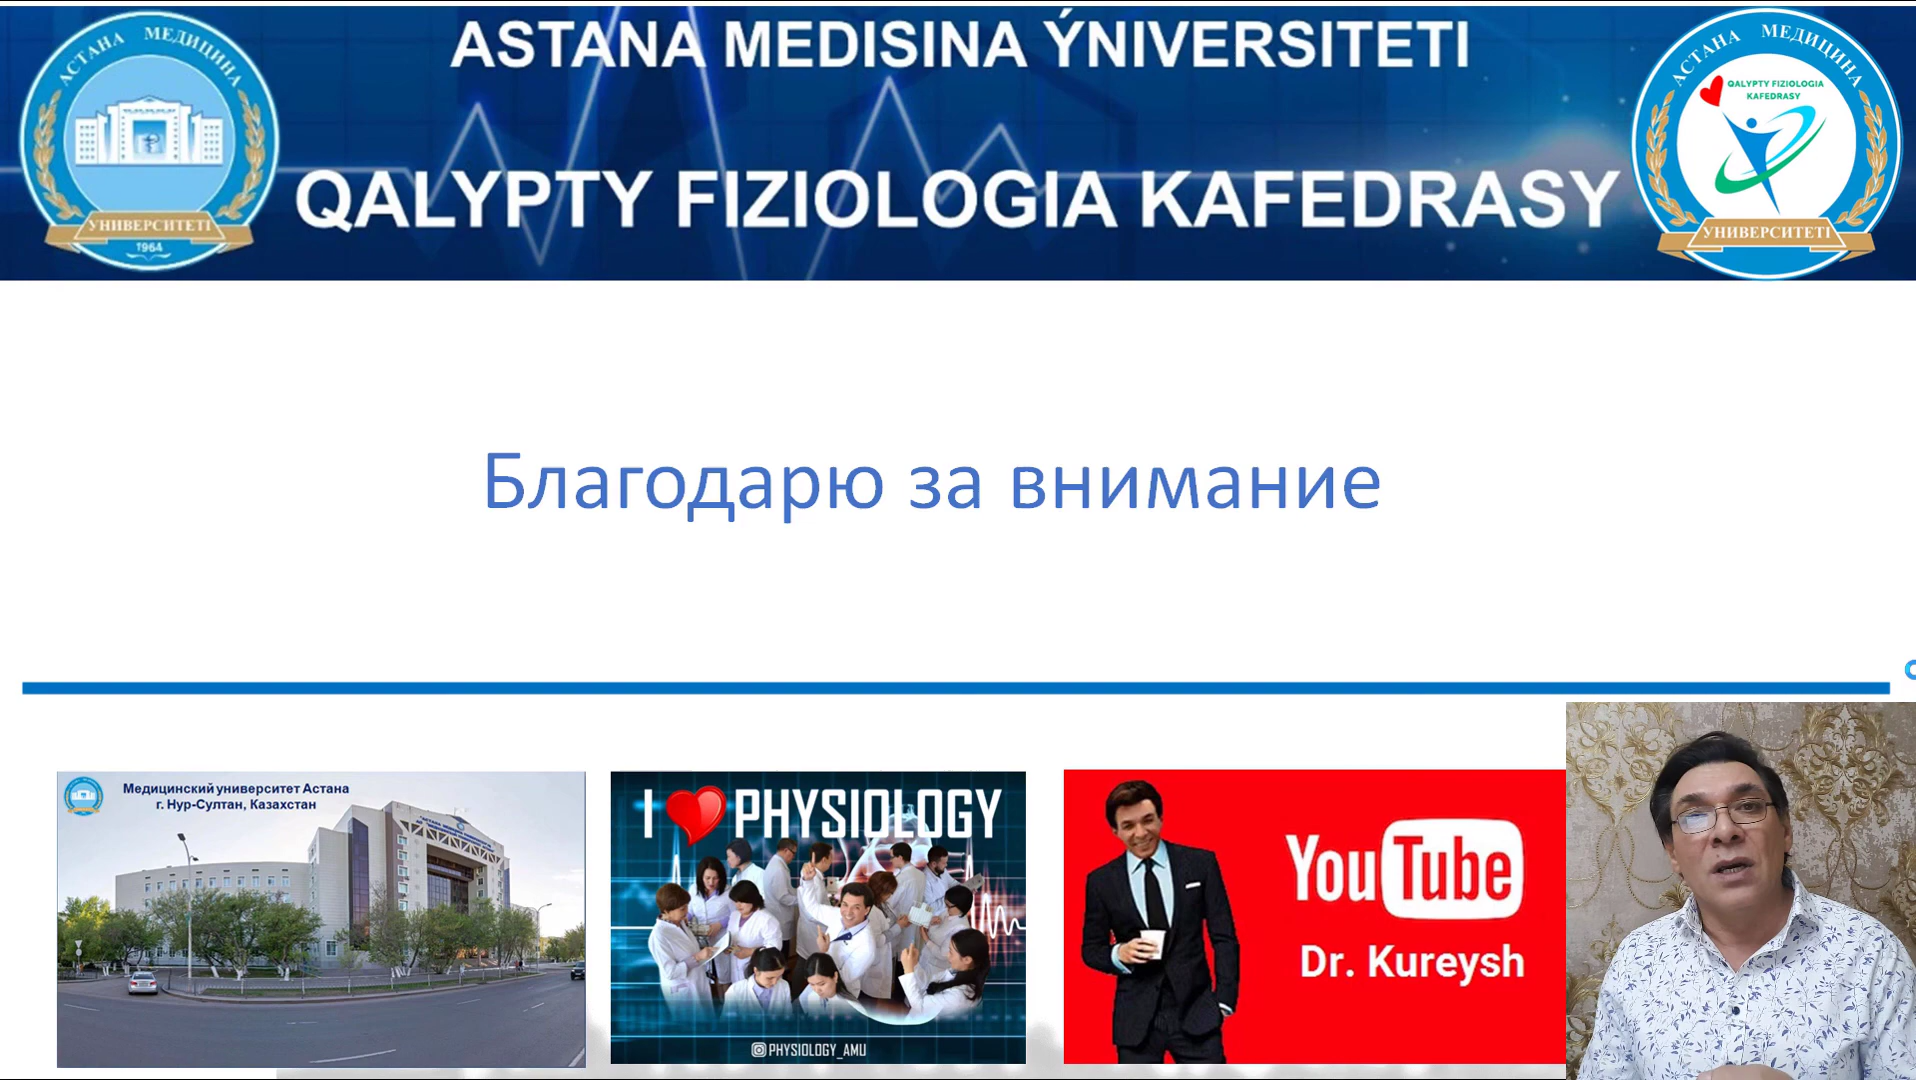 ASTANA MEDISINA ÝNIVERSITETI
QALYPTY FIZIOLOGIA KAFEDRASY
АСТАНА МЕДИЦИНА
УНИВЕРСИТЕТІ
1964
АСТАНА МЕДИЦИНА
QALYPTY FIZIOLOGIA
KAFEDRASY
УНИВЕРСИТЕТІ
Благодарю за внимание
Медицинский университет Астана
г. Нур-Султан, Казахстан
I PHYSIOLOGY
PHYSIOLOGY_AMU
YouTube
Dr. Kureysh